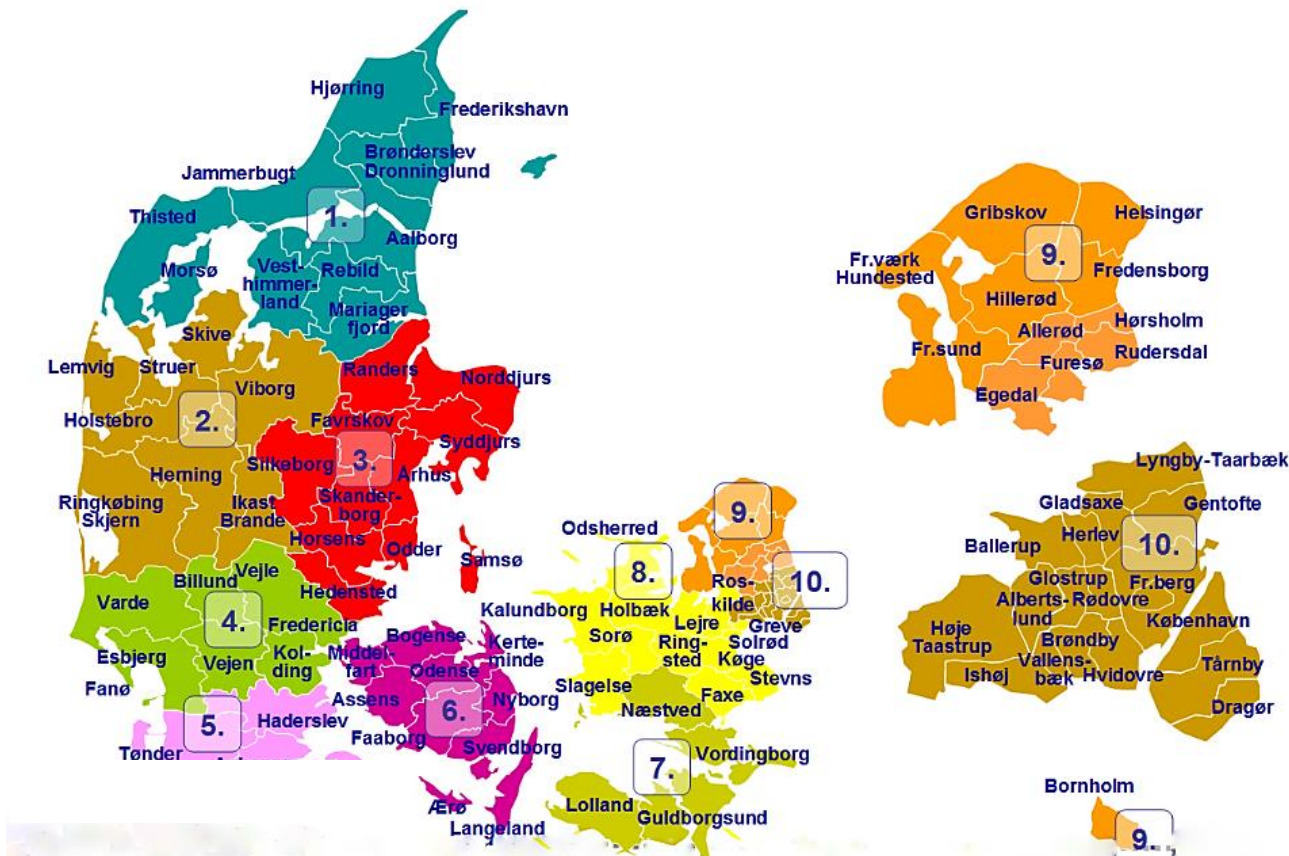 Hjørring
Frederikshavn
Brønderslev
Dronninglund
Jammerbugt
Thisted
1.
Aalborg
Morsø
Vest-
himmer-
land
Rebild
Mariager
fjord
Skive
Lemvig
Struer
Viborg
Holstebro
2.
Herning
Ringkøbing
Skjern
Ikast
Brande
Randers
Norddjurs
Favrskov
Syddjurs
Silkeborg
3.
Århus
Skander-
borg
Horsens
Odder
Samsø
Hedensted
Billund
Vejle
Varde
4.
Fredericia
Esbjerg
Vejen
Kol-
ding
Fanø
5.
Haderslev
Tønder
Bogense
Middel-
fart
Kerte-
minde
Odense
Assens
6.
Nyborg
Faaborg
Svendborg
Ærø
Langeland
Odsherred
9.
8.
10.
Ros-
kilde
Kalundborg
Holbæk
Lejre
Greve
Solrød
Sorø
Ring-
sted
Køge
Stevns
Slagelse
Faxe
Næstved
Vordingborg
7.
Lolland
Guldborgsund
Gribskov
Helsingør
9.
Fr.værk
Hundested
Fredensborg
Hillerød
Hørsholm
Allerød
Fr.sund
Furesø
Rudersdal
Egedal
Lyngby-Taarbæk
Gladsaxe
Gentofte
Ballerup
Herlev
10.
Glostrup
Fr.berg
Alberts-
lund
Rødovre
København
Høje
Taastrup
Brøndby
Vallens-
bæk
Ishøj
Hvidovre
Tårnby
Dragør
Bornholm
9.